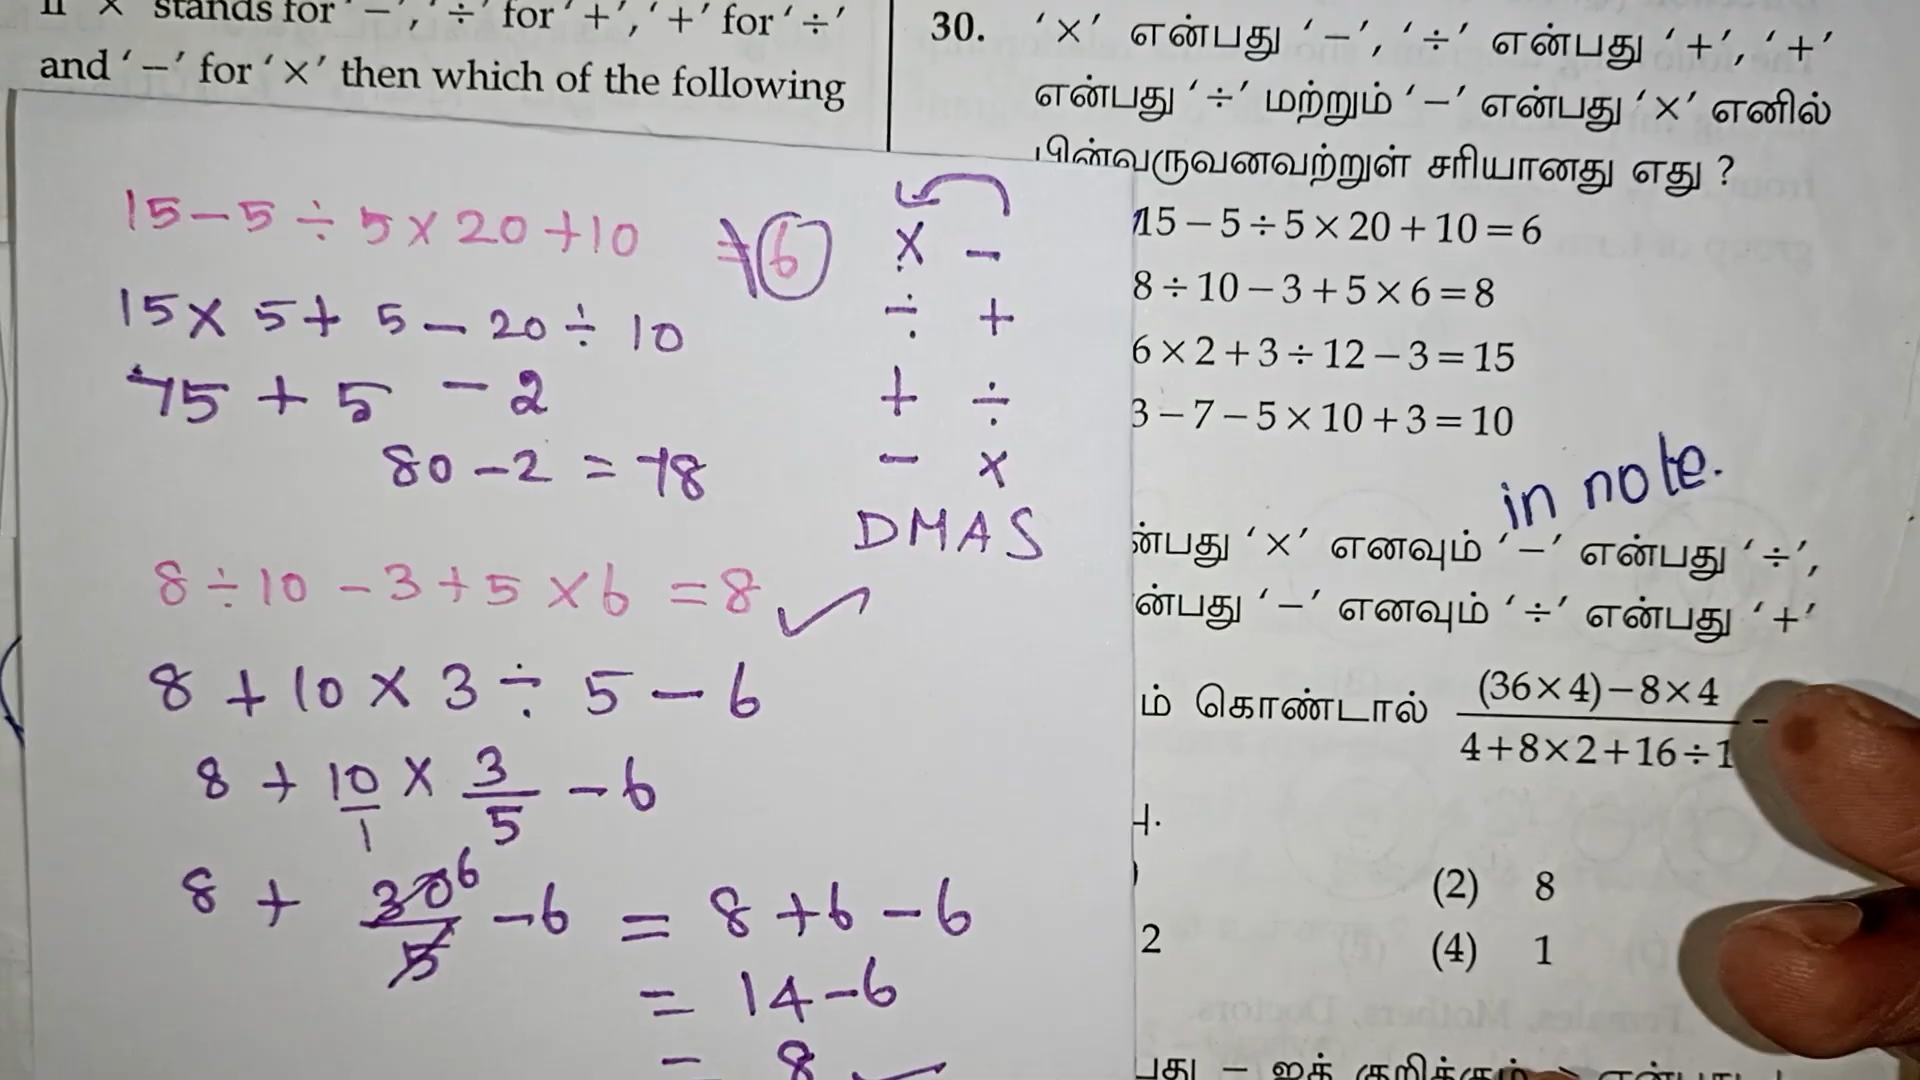 stands for ' − ', ' ÷ ' for ' + ', ' + ' for ' ÷ '
and ' − ' for ' × ' then which of the following
15 − 5 ÷ 5 × 20 + 10 = 6
15 × 5 + 5 − 20 ÷ 10
75 + 5 − 2
80 − 2 = 78
× −
÷ +
+ ÷
− ×
DMAS
8 ÷ 10 − 3 + 5 × 6 = 8 ✓
8 + 10 × 3 ÷ 5 − 6
8 + 10/1 × 3/5 − 6
8 + 30/5 6 − 6 = 8 + 6 − 6
= 14 − 6
= 8
30. ' × ' என்பது ' − ', ' ÷ ' என்பது ' + ', ' + '
என்பது ' ÷ ' மற்றும் ' − ' என்பது ' × ' எனில்
பின்வருவனவற்றுள் சரியானது எது ?
15 − 5 ÷ 5 × 20 + 10 = 6
8 ÷ 10 − 3 + 5 × 6 = 8
6 × 2 + 3 ÷ 12 − 3 = 15
3 − 7 − 5 × 10 + 3 = 10
in note.
' × ' எனவும் ' − ' என்பது ' ÷ ',
' − ' எனவும் ' ÷ ' என்பது ' + '
கொண்டால் (36×4)−8×4
4+8×2+16÷1
(2) 8
2 (4) 1